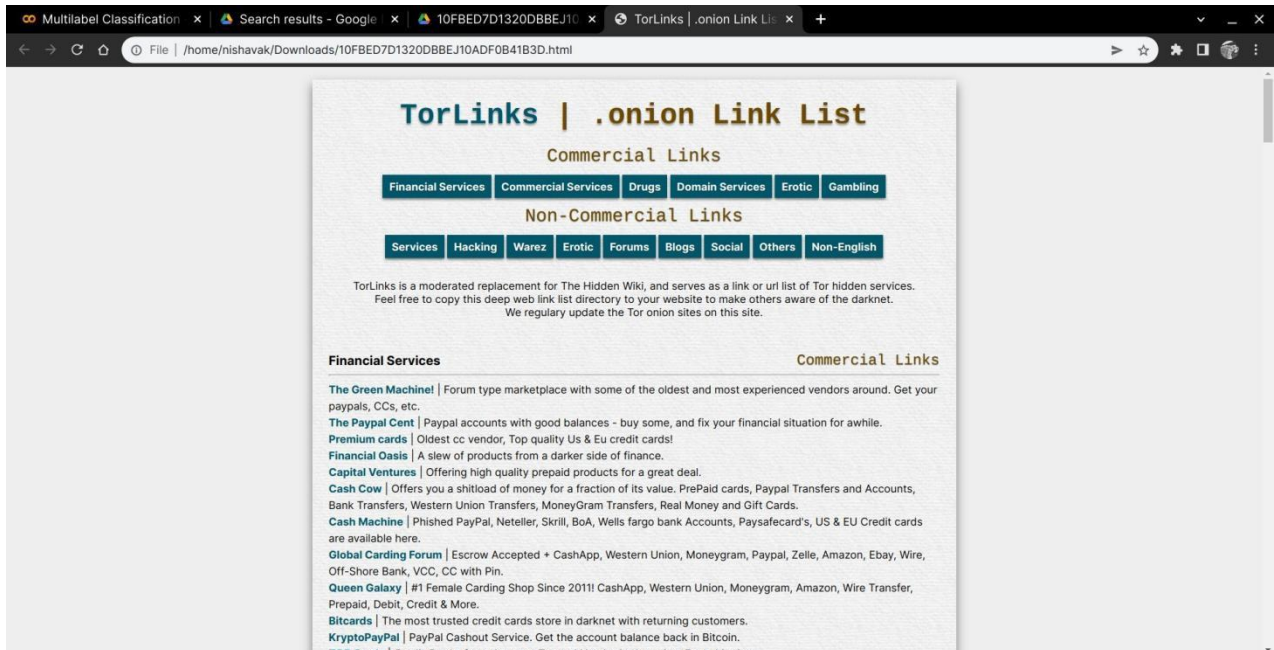 Multilabel Classification
Search results - Google
10FBED7D1320DBBEJ10
TorLinks | .onion Link Lis
File | /home/nishavak/Downloads/10FBED7D1320DBBEJ10ADF0B41B3D.html
TorLinks | .onion Link List
Commercial Links
Financial Services Commercial Services Drugs Domain Services Erotic Gambling
Non-Commercial Links
Services Hacking Warez Erotic Forums Blogs Social Others Non-English
TorLinks is a moderated replacement for The Hidden Wiki, and serves as a link or url list of Tor hidden services.
Feel free to copy this deep web link list directory to your website to make others aware of the darknet.
We regulary update the Tor onion sites on this site.
Financial Services Commercial Links
The Green Machine! | Forum type marketplace with some of the oldest and most experienced vendors around. Get your
paypals, CCs, etc.
The Paypal Cent | Paypal accounts with good balances - buy some, and fix your financial situation for awhile.
Premium cards | Oldest cc vendor, Top quality Us & Eu credit cards!
Financial Oasis | A slew of products from a darker side of finance.
Capital Ventures | Offering high quality prepaid products for a great deal.
Cash Cow | Offers you a shitload of money for a fraction of its value. PrePaid cards, Paypal Transfers and Accounts,
Bank Transfers, Western Union Transfers, MoneyGram Transfers, Real Money and Gift Cards.
Cash Machine | Phished PayPal, Neteller, Skrill, BoA, Wells fargo bank Accounts, Paysafecard's, US & EU Credit cards
are available here.
Global Carding Forum | Escrow Accepted + CashApp, Western Union, Moneygram, Paypal, Zelle, Amazon, Ebay, Wire,
Off-Shore Bank, VCC, CC with Pin.
Queen Galaxy | #1 Female Carding Shop Since 2011! CashApp, Western Union, Moneygram, Amazon, Wire Transfer,
Prepaid, Debit, Credit & More.
Bitcards | The most trusted credit cards store in darknet with returning customers.
KryptoPayPal | PayPal Cashout Service. Get the account balance back in Bitcoin.